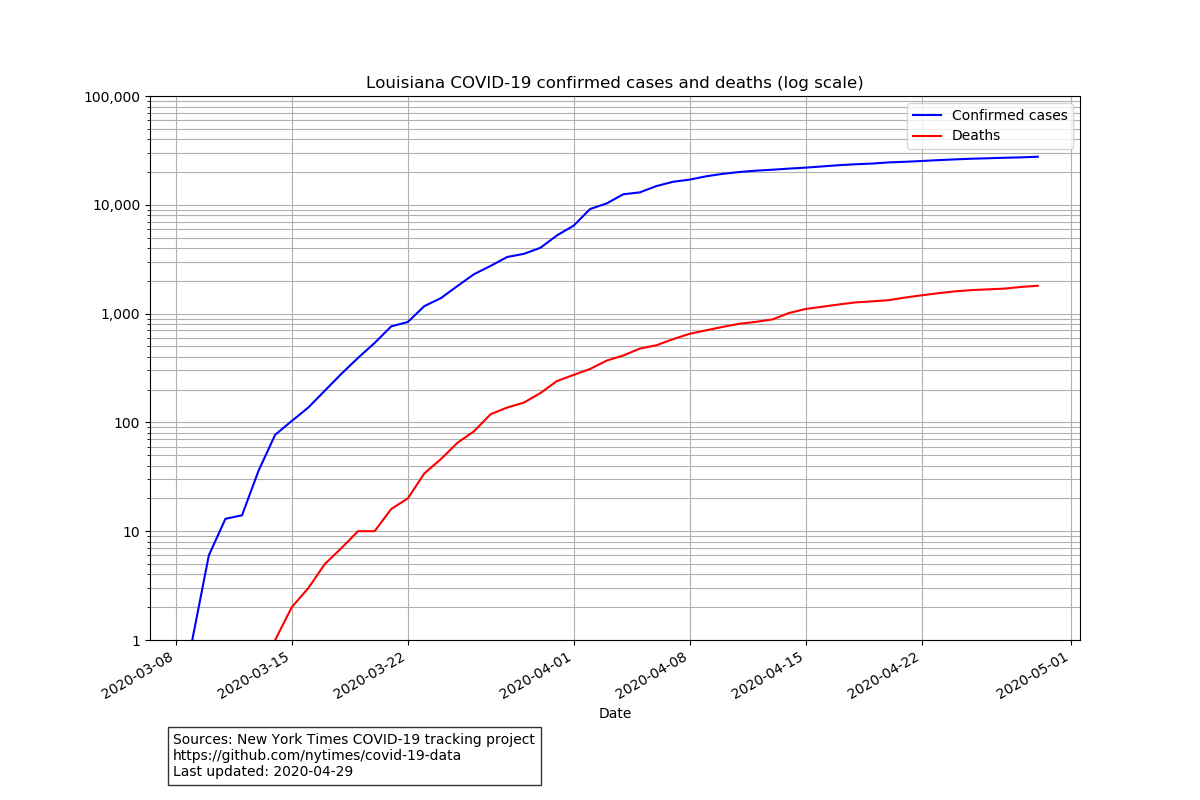 Louisiana COVID-19 confirmed cases and deaths (log scale)
100,000
10,000
1,000
100
10
1
Confirmed cases
Deaths
2020-03-08
2020-03-15
2020-03-22
2020-04-01
2020-04-08
2020-04-15
2020-04-22
2020-05-01
Date
Sources: New York Times COVID-19 tracking project
https://github.com/nytimes/covid-19-data
Last updated: 2020-04-29